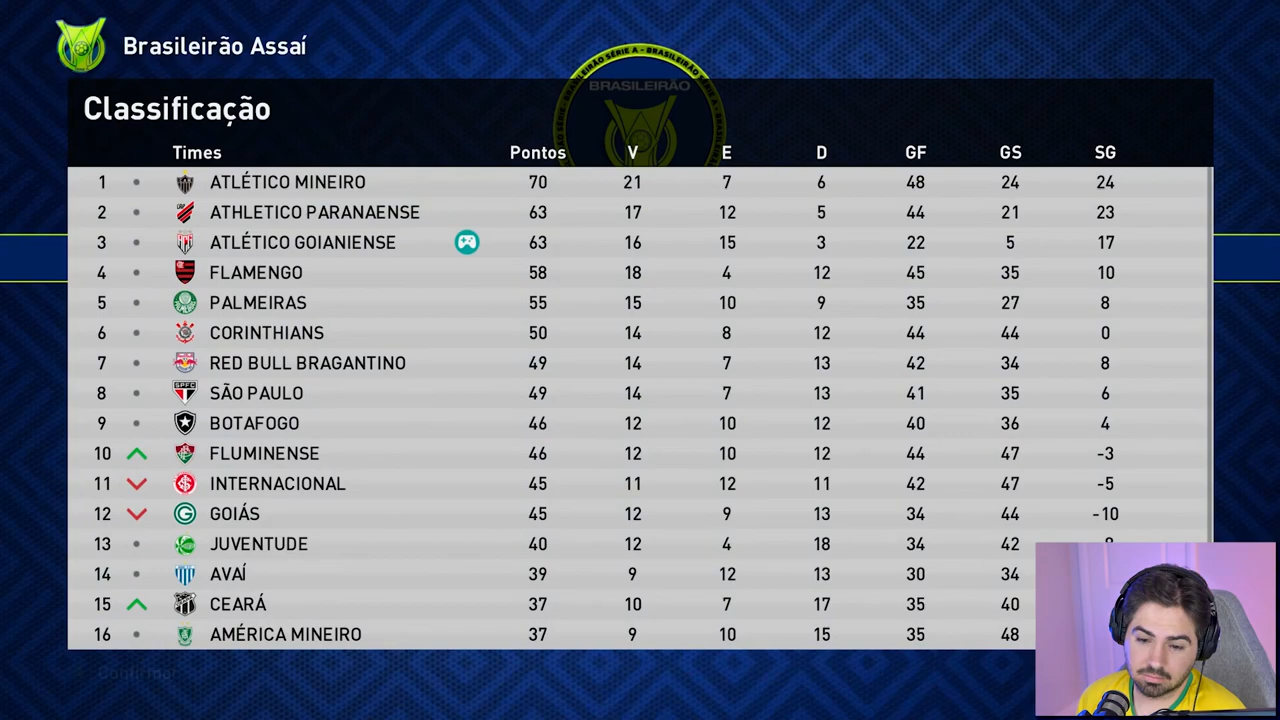 Brasileirão Assaí
BRASILEIRÃO SÉRIE A - BRASILEIRÃO SÉRIE A
BRASILEIRÃO
Classificação
Times Pontos V E D GF GS SG
1 ATLÉTICO MINEIRO 70 21 7 6 48 24 24
2 ATHLETICO PARANAENSE 63 17 12 5 44 21 23
3 ATLÉTICO GOIANIENSE 63 16 15 3 22 5 17
4 FLAMENGO 58 18 4 12 45 35 10
5 PALMEIRAS 55 15 10 9 35 27 8
6 CORINTHIANS 50 14 8 12 44 44 0
7 RED BULL BRAGANTINO 49 14 7 13 42 34 8
8 SPFC SÃO PAULO 49 14 7 13 41 35 6
9 BOTAFOGO 46 12 10 12 40 36 4
10 FLUMINENSE 46 12 10 12 44 47 -3
11 INTERNACIONAL 45 11 12 11 42 47 -5
12 GOIÁS 45 12 9 13 34 44 -10
13 JUVENTUDE 40 12 4 18 34 42
14 AVAÍ 39 9 12 13 30 34
15 CEARÁ 37 10 7 17 35 40
16 AMÉRICA MINEIRO 37 9 10 15 35 48
Confirmar